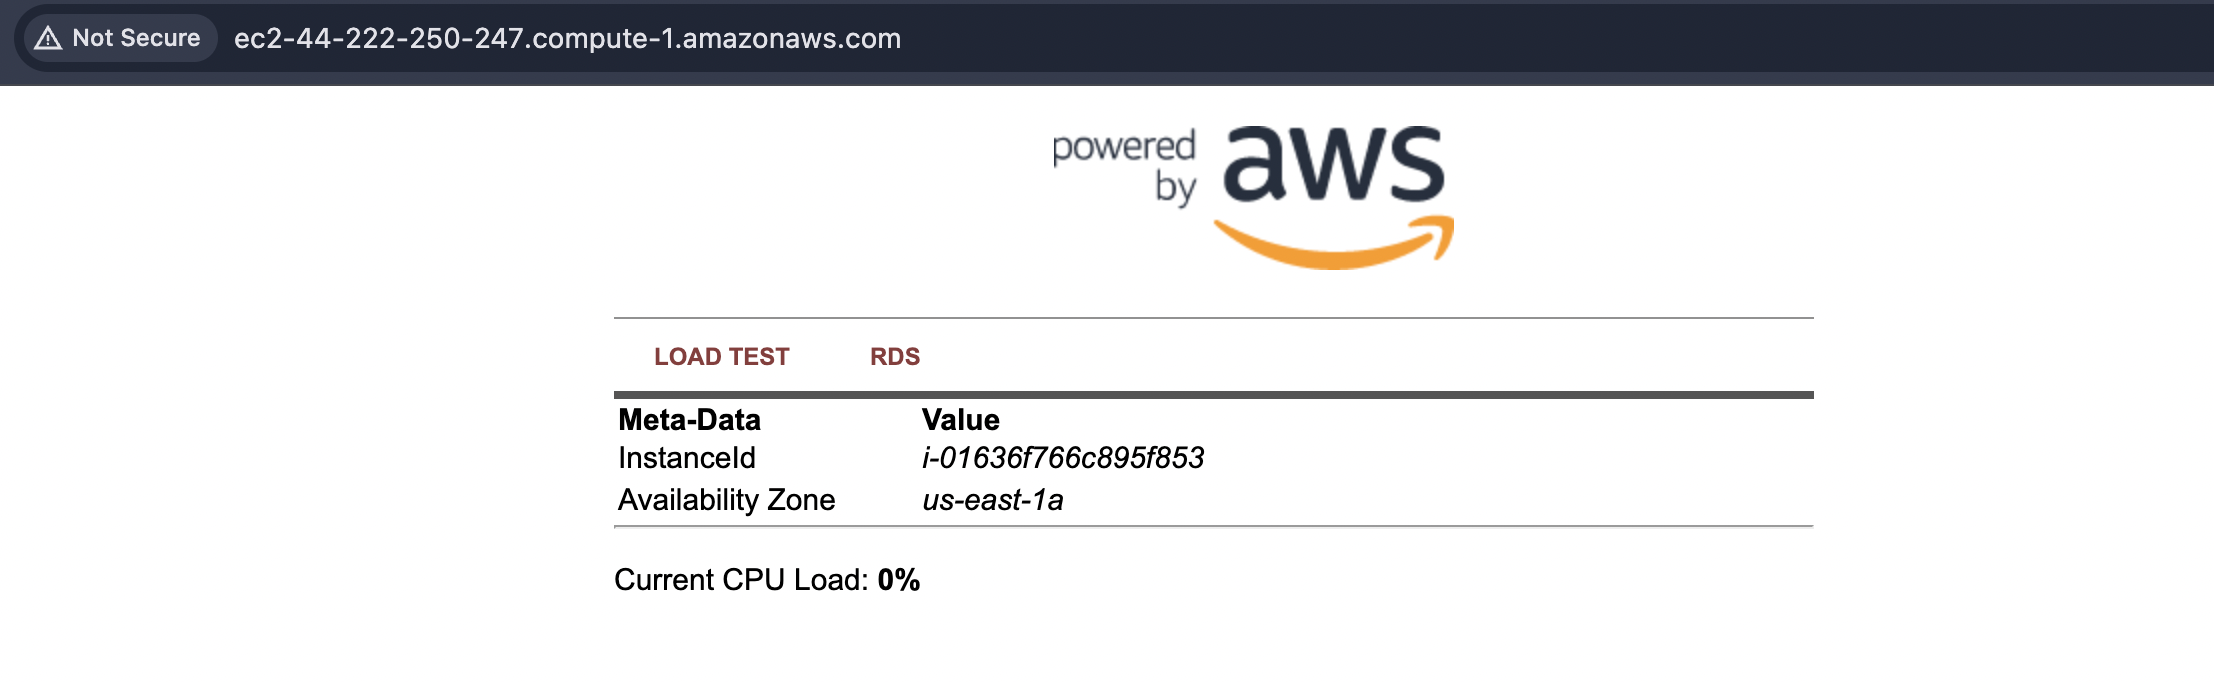 Not Secure ec2-44-222-250-247.compute-1.amazonaws.com
powered by aws
LOAD TEST RDS
Meta-Data Value
InstanceId i-01636f766c895f853
Availability Zone us-east-1a
Current CPU Load: 0%